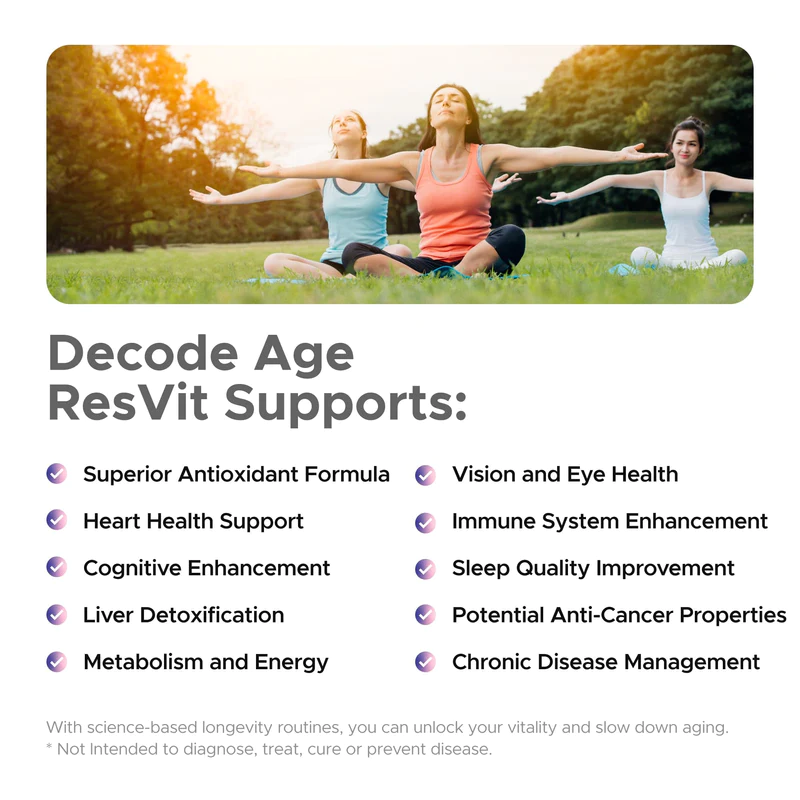 Decode Age
ResVit Supports:
Superior Antioxidant Formula
Heart Health Support
Cognitive Enhancement
Liver Detoxification
Metabolism and Energy
Vision and Eye Health
Immune System Enhancement
Sleep Quality Improvement
Potential Anti-Cancer Properties
Chronic Disease Management
With science-based longevity routines, you can unlock your vitality and slow down aging.
* Not Intended to diagnose, treat, cure or prevent disease.